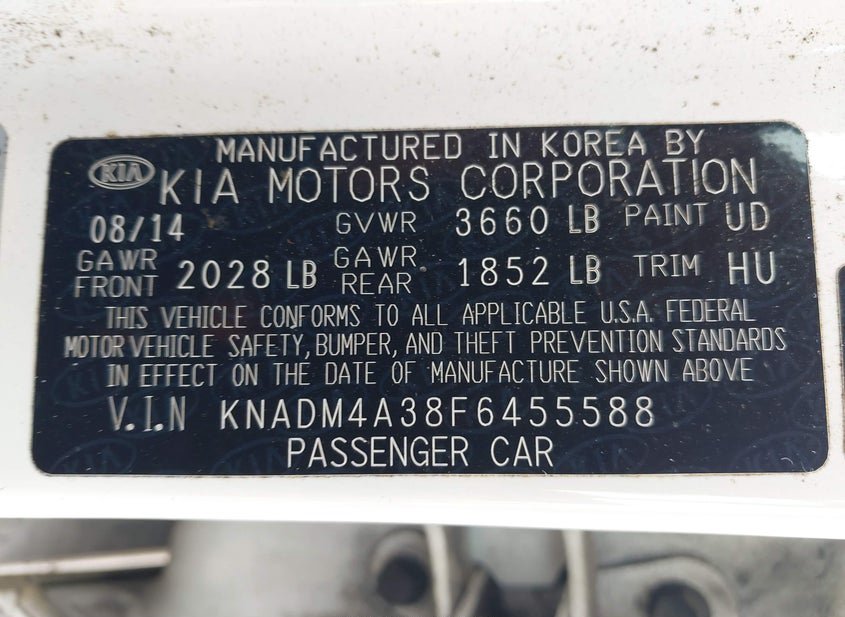 MANUFACTURED IN KOREA BY
KIA KIA MOTORS CORPORATION
08/14 GVWR 3660 LB PAINT UD
GAWR FRONT 2028 LB GAWR REAR 1852 LB TRIM HU
THIS VEHICLE CONFORMS TO ALL APPLICABLE U.S.A. FEDERAL
MOTOR VEHICLE SAFETY, BUMPER, AND THEFT PREVENTION STANDARDS
IN EFFECT ON THE DATE OF MANUFACTURE SHOWN ABOVE
V.I.N KNADM4A38F6455588
PASSENGER CAR